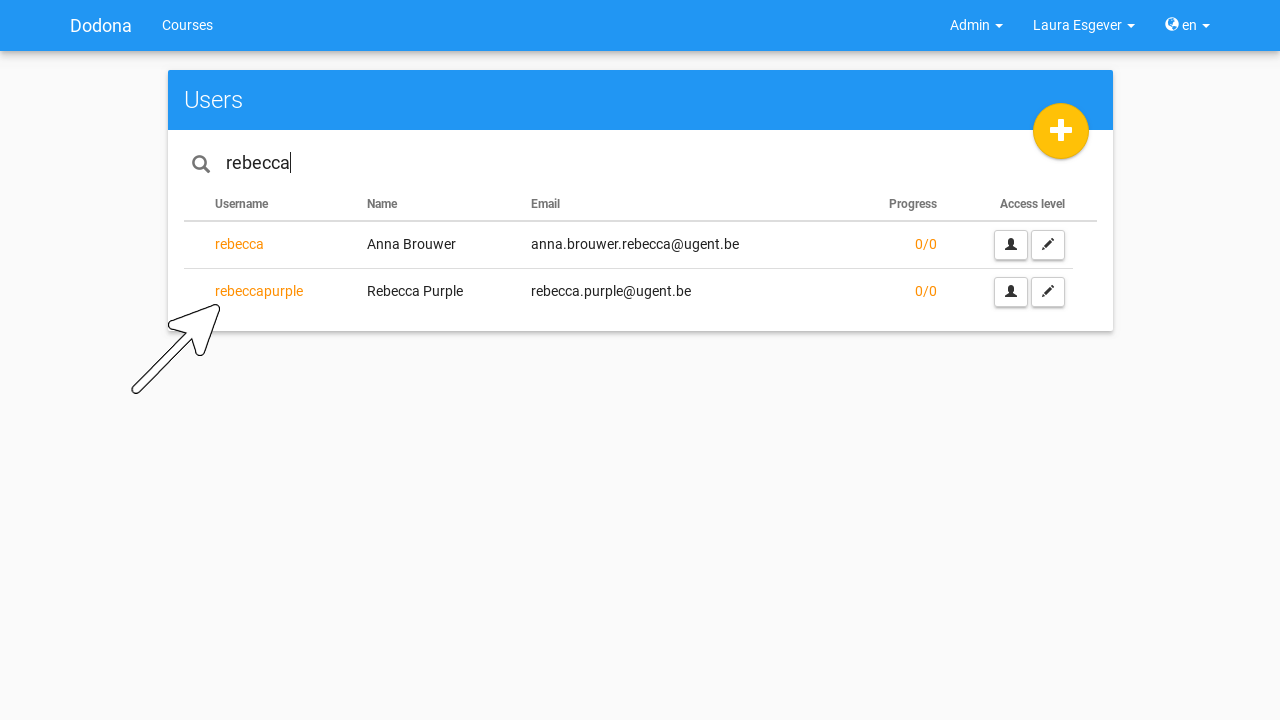 Dodona Courses Admin Laura Esgever en
Users
rebecca
Username Name Email Progress Access level
rebecca Anna Brouwer anna.brouwer.rebecca@ugent.be 0/0
rebeccapurple Rebecca Purple rebecca.purple@ugent.be 0/0